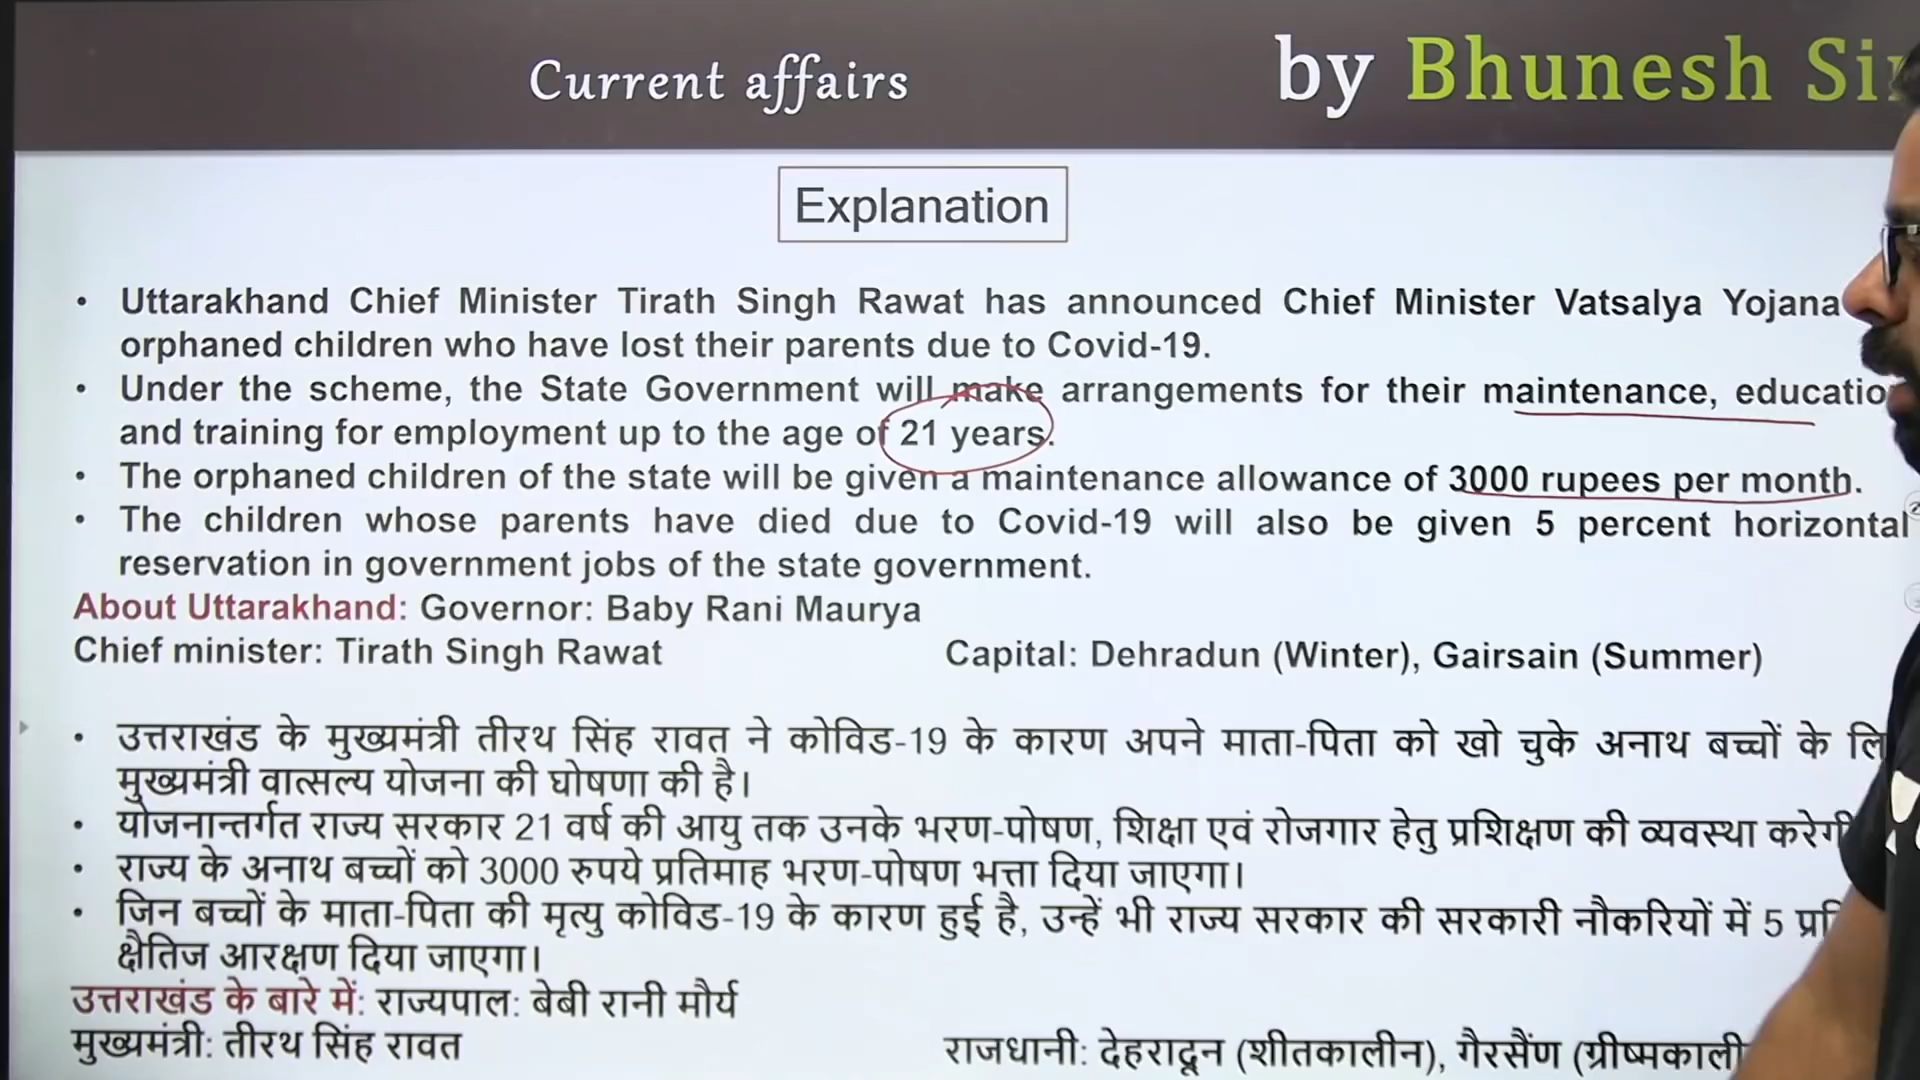 Current affairs
by Bhunesh
Explanation
• Uttarakhand Chief Minister Tirath Singh Rawat has announced Chief Minister Vatsalya Yojana
orphaned children who have lost their parents due to Covid-19.
• Under the scheme, the State Government will make arrangements for their maintenance,
and training for employment up to the age of 21 years.
• The orphaned children of the state will be given a maintenance allowance of 3000 rupees per month.
• The children whose parents have died due to Covid-19 will also be given 5 percent horizontal
reservation in government jobs of the state government.
About Uttarakhand: Governor: Baby Rani Maurya
Chief minister: Tirath Singh Rawat Capital: Dehradun (Winter), Gairsain (Summer)
• उत्तराखंड के मुख्यमंत्री तीरथ सिंह रावत ने कोविड-19 के कारण अपने माता-पिता को खो चुके अनाथ बच्चों के
मुख्यमंत्री वात्सल्य योजना की घोषणा की है।
• योजनान्तर्गत राज्य सरकार 21 वर्ष की आयु तक उनके भरण-पोषण, शिक्षा एवं रोजगार हेतु प्रशिक्षण की व्यवस्था करेगी
• राज्य के अनाथ बच्चों को 3000 रुपये प्रतिमाह भरण-पोषण भत्ता दिया जाएगा।
• जिन बच्चों के माता-पिता की मृत्यु कोविड-19 के कारण हुई है, उन्हें भी राज्य सरकार की सरकारी नौकरियों में 5
क्षैतिज आरक्षण दिया जाएगा।
उत्तराखंड के बारे में: राज्यपाल: बेबी रानी मौर्य
मुख्यमंत्री: तीरथ सिंह रावत राजधानी: देहरादून (शीतकालीन), गैरसैंण